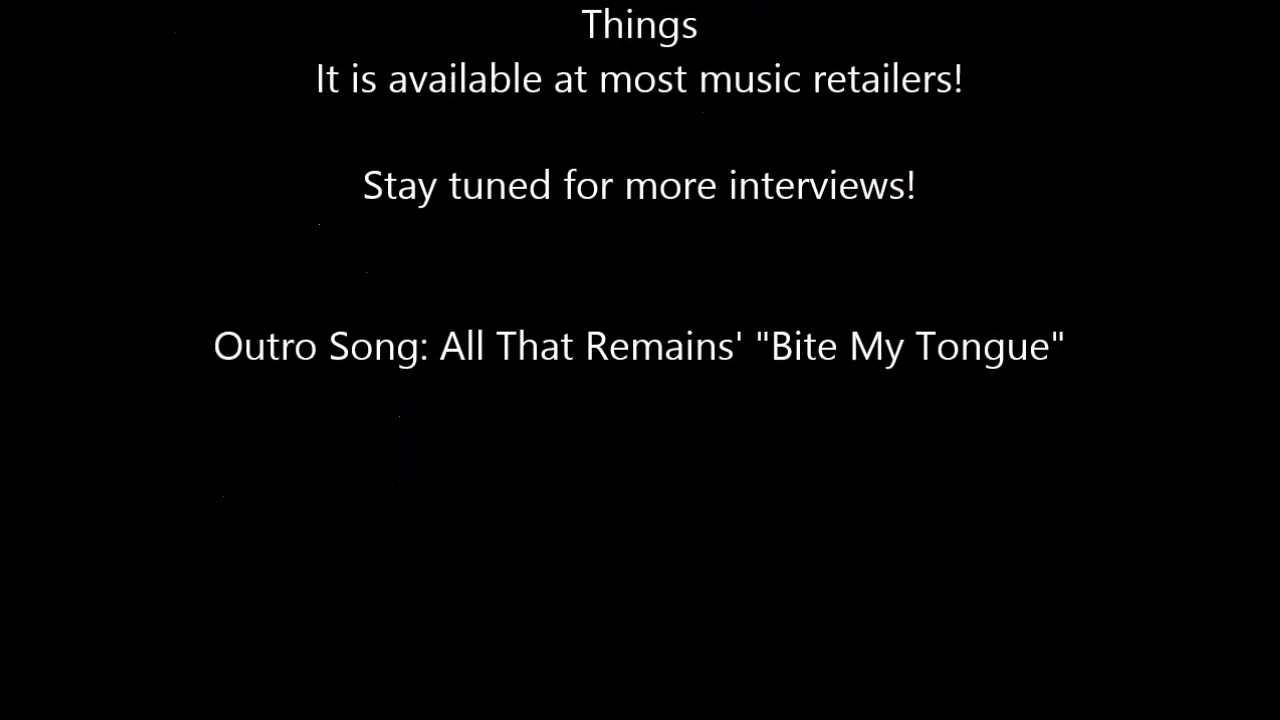 Things
It is available at most music retailers!
Stay tuned for more interviews!
Outro Song: All That Remains' "Bite My Tongue"